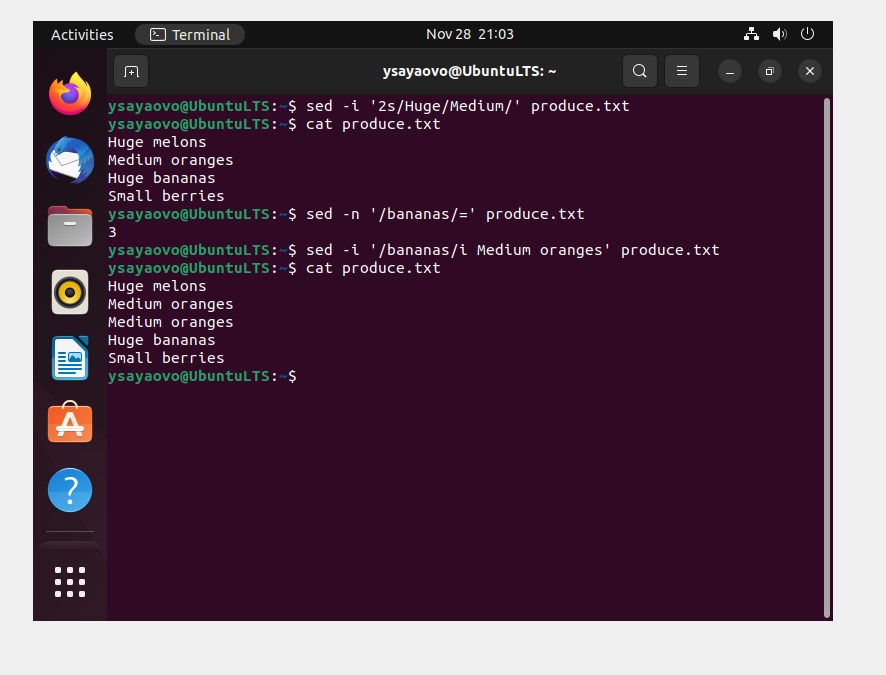 Activities
Terminal
Nov 28 21:03
ysayaovo@UbuntuLTS: ~
ysayaovo@UbuntuLTS:~$ sed -i '2s/Huge/Medium/' produce.txt
ysayaovo@UbuntuLTS:~$ cat produce.txt
Huge melons
Medium oranges
Huge bananas
Small berries
ysayaovo@UbuntuLTS:~$ sed -n '/bananas/=' produce.txt
3
ysayaovo@UbuntuLTS:~$ sed -i '/bananas/i Medium oranges' produce.txt
ysayaovo@UbuntuLTS:~$ cat produce.txt
Huge melons
Medium oranges
Medium oranges
Huge bananas
Small berries
ysayaovo@UbuntuLTS:~$